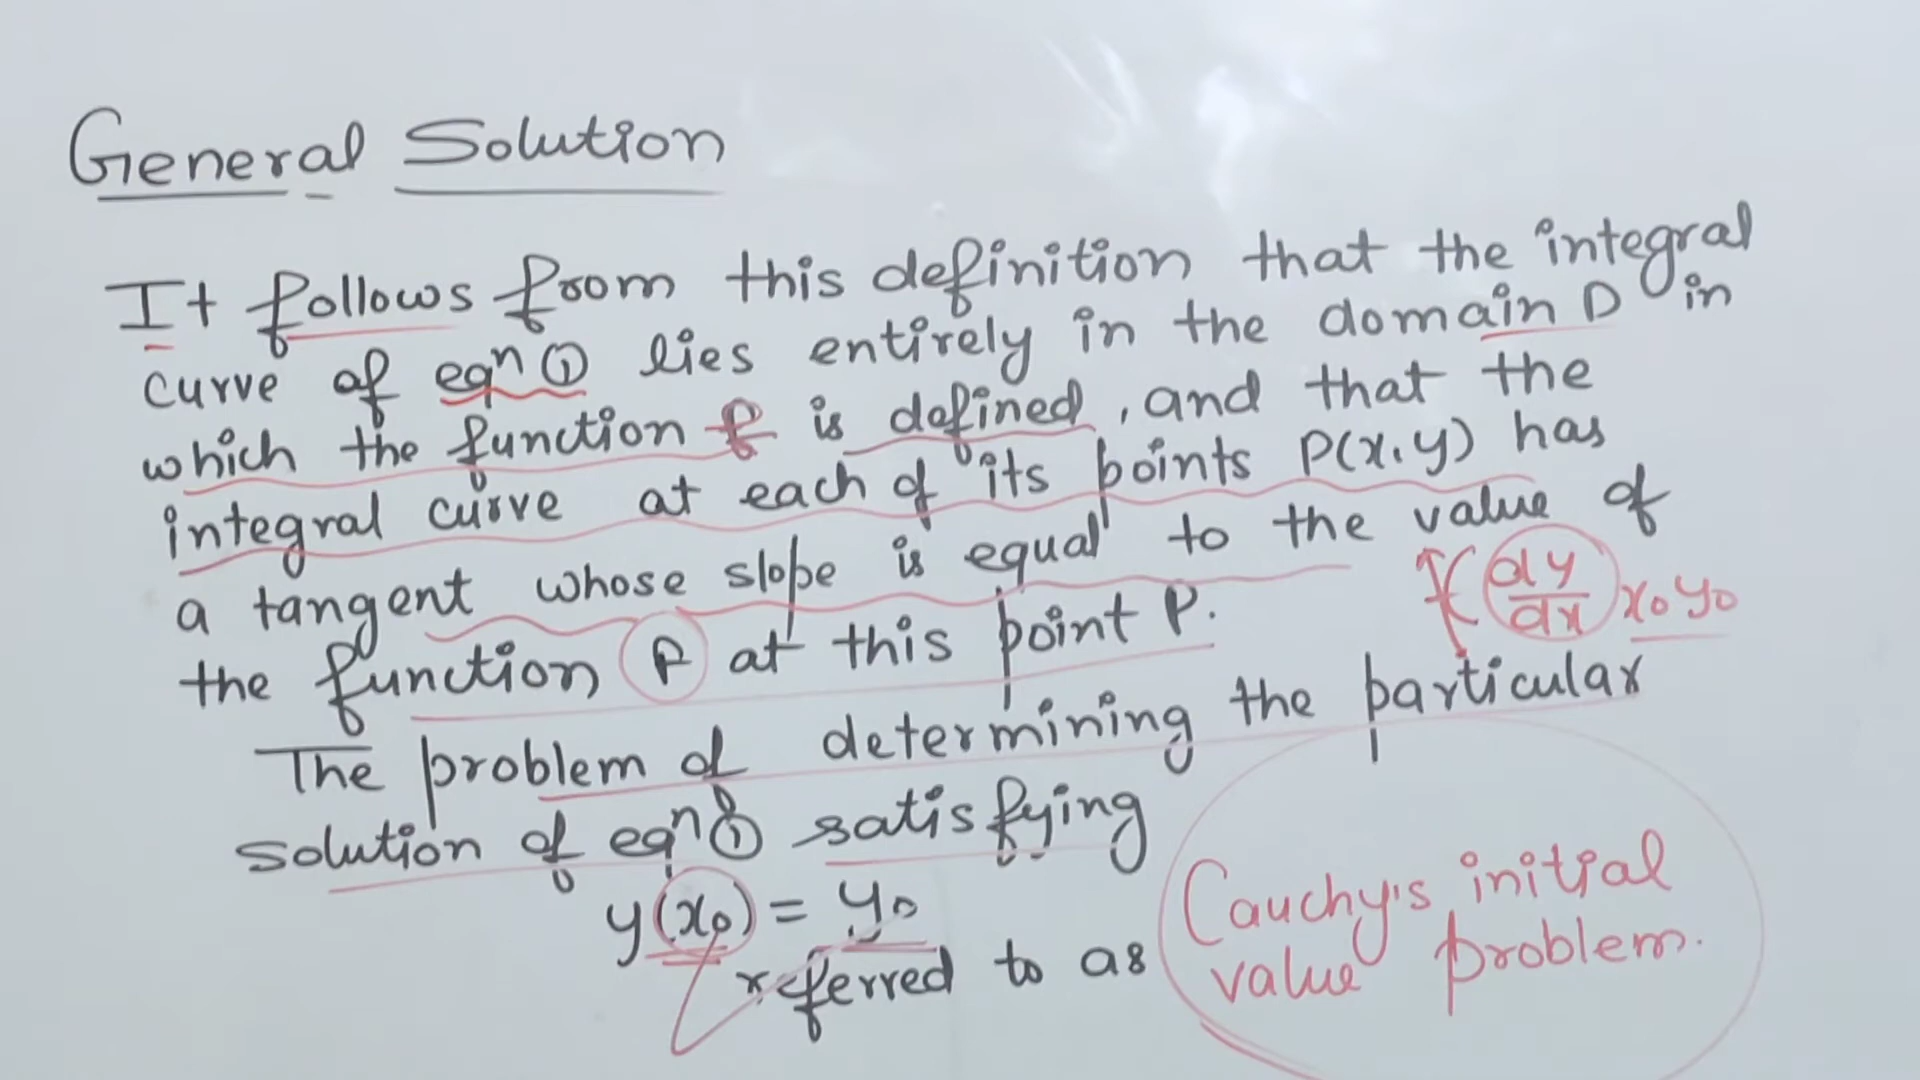 General Solution
It follows from this definition that the integral
curve of eqⁿ ① lies entirely in the domain D in
which the function f is defined, and that the
integral curve at each of its points P(x,y) has
a tangent whose slope is equal to the value of
the function f at this point P.
(dy/dx) x₀ y₀
The problem of determining the particular
solution of eqⁿ ① satisfying
y(x₀) = y₀
referred to as
Cauchy's initial
value problem.